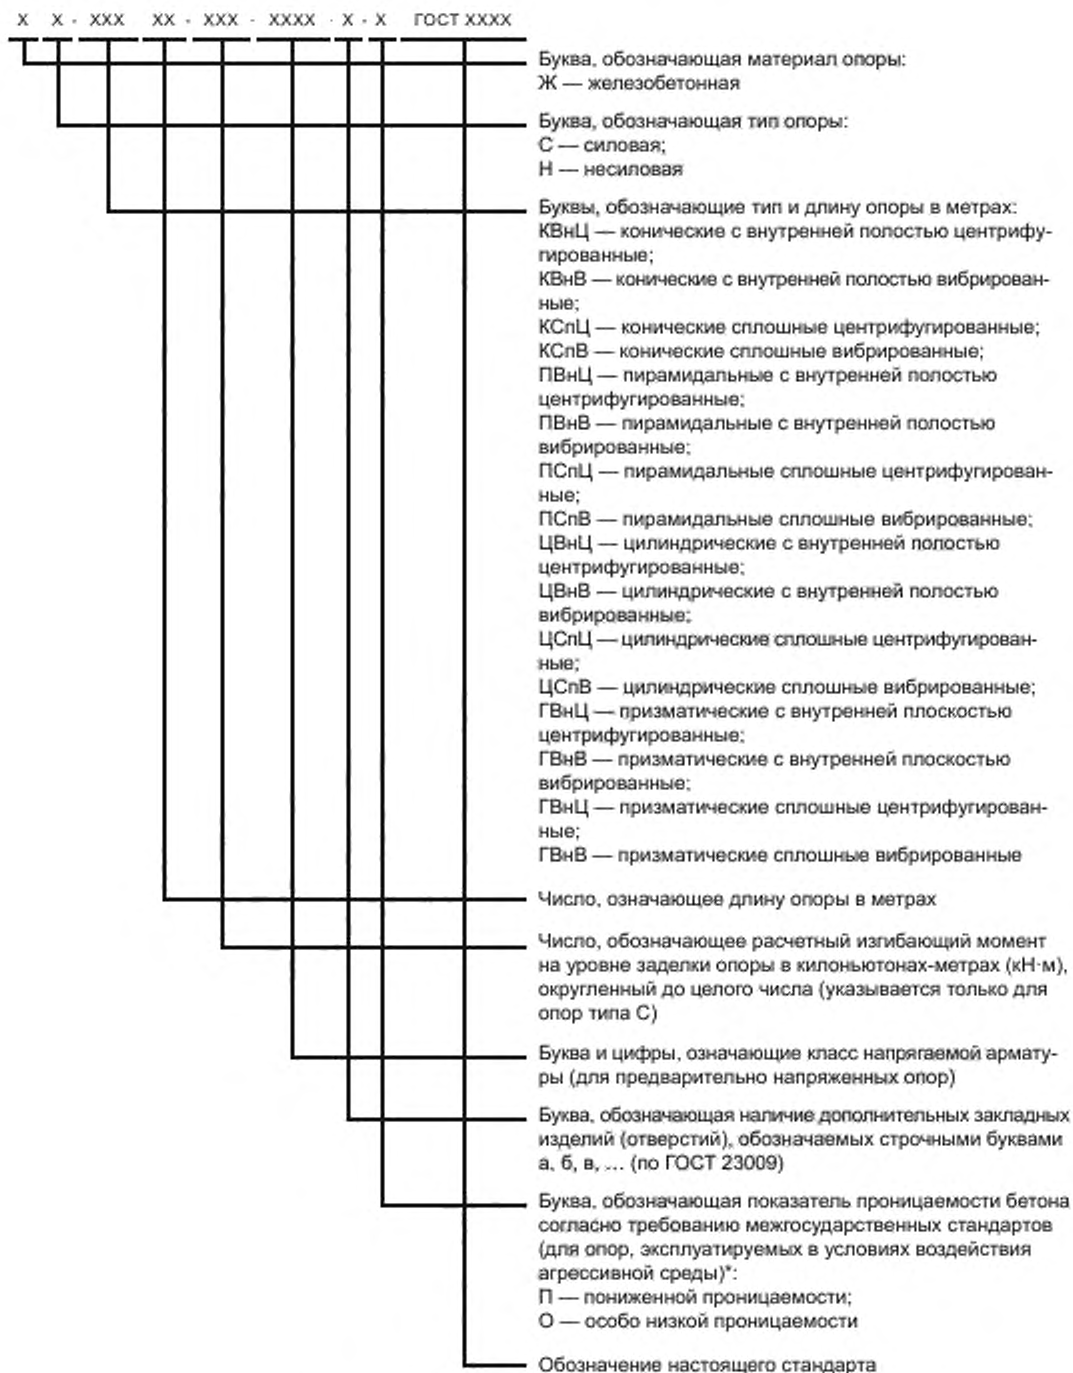 Х Х - ХХХ ХХ - ХХХ - ХХХХ - Х - Х ГОСТ ХХХХ
Буква, обозначающая материал опоры:
Ж — железобетонная
Буква, обозначающая тип опоры:
С — силовая;
Н — несиловая
Буквы, обозначающие тип и длину опоры в метрах:
КВнЦ — конические с внутренней полостью центрифу-
гированные;
КВнВ — конические с внутренней полостью вибрирован-
ные;
КСпЦ — конические сплошные центрифугированные;
КСпВ — конические сплошные вибрированные;
ПВнЦ — пирамидальные с внутренней полостью
центрифугированные;
ПВнВ — пирамидальные с внутренней полостью
вибрированные;
ПСпЦ — пирамидальные сплошные центрифугирован-
ные;
ПСпВ — пирамидальные сплошные вибрированные;
ЦВнЦ — цилиндрические с внутренней полостью
центрифугированные;
ЦВнВ — цилиндрические с внутренней полостью
вибрированные;
ЦСпЦ — цилиндрические сплошные центрифугирован-
ные;
ЦСпВ — цилиндрические сплошные вибрированные;
ГВнЦ — призматические с внутренней плоскостью
центрифугированные;
ГВнВ — призматические с внутренней плоскостью
вибрированные;
ГВнЦ — призматические сплошные центрифугирован-
ные;
ГВнВ — призматические сплошные вибрированные
Число, означающее длину опоры в метрах
Число, обозначающее расчетный изгибающий момент
на уровне заделки опоры в килоньютонах-метрах (кН·м),
округленный до целого числа (указывается только для
опор типа С)
Буква и цифры, означающие класс напрягаемой армату-
ры (для предварительно напряженных опор)
Буква, обозначающая наличие дополнительных закладных
изделий (отверстий), обозначаемых строчными буквами
а, б, в, … (по ГОСТ 23009)
Буква, обозначающая показатель проницаемости бетона
согласно требованию межгосударственных стандартов
(для опор, эксплуатируемых в условиях воздействия
агрессивной среды)*:
П — пониженной проницаемости;
О — особо низкой проницаемости
Обозначение настоящего стандарта